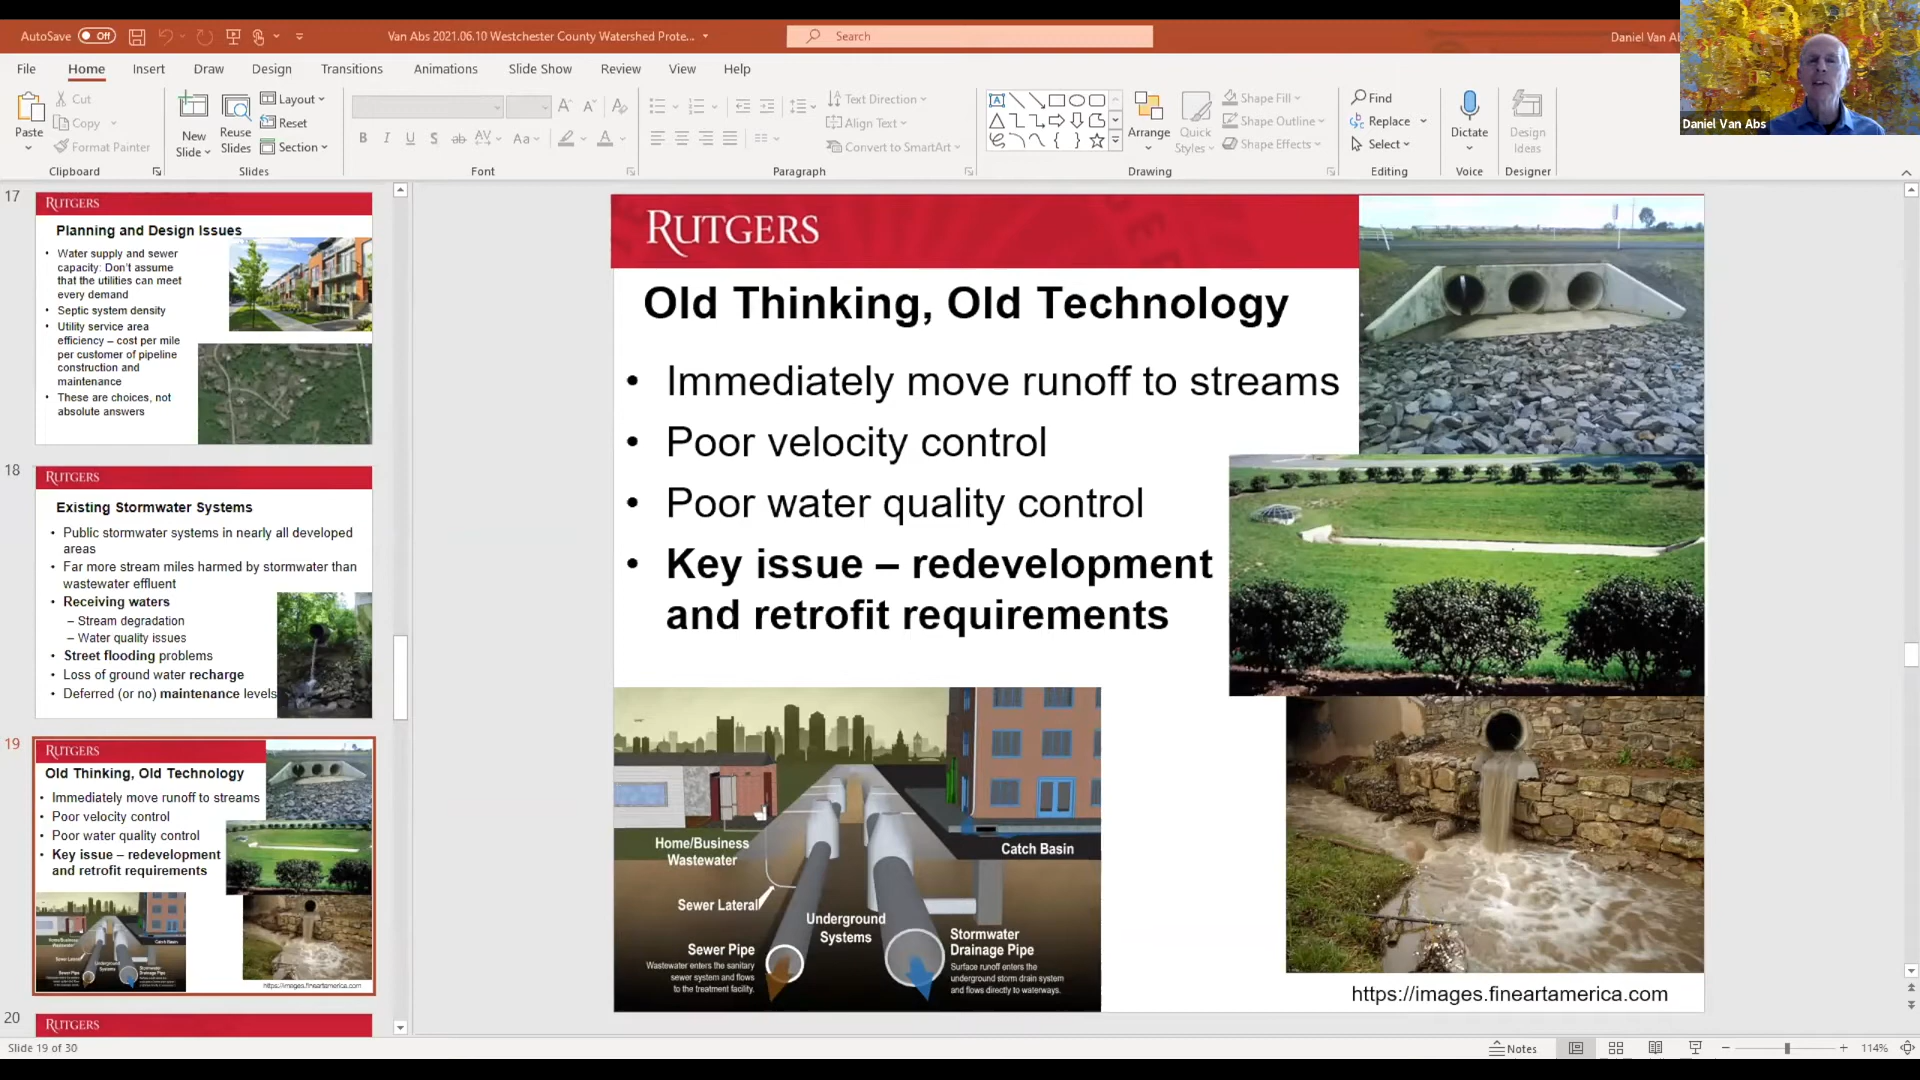 AutoSave Off
Van Abs 2021.06.10 Westchester County Watershed Prote...
Search
Daniel Van Ab
Daniel Van Abs
File Home Insert Draw Design Transitions Animations Slide Show Review View Help
Paste
Cut
Copy
Format Painter
Clipboard
New Slide
Reuse Slides
Layout
Reset
Section
Slides
Font
Text Direction
Align Text
Convert to SmartArt
Paragraph
Arrange
Quick Styles
Shape Fill
Shape Outline
Shape Effects
Drawing
Find
Replace
Select
Editing
Dictate
Voice
Design Ideas
Designer
17
RUTGERS
Planning and Design Issues
• Water supply and sewer
capacity: Don't assume
that the utilities can meet
every demand
• Septic system density
• Utility service area
efficiency – cost per mile
per customer of pipeline
construction and
maintenance
• These are choices, not
absolute answers
18
RUTGERS
Existing Stormwater Systems
• Public stormwater systems in nearly all developed
areas
• Far more stream miles harmed by stormwater than
wastewater effluent
• Receiving waters
– Stream degradation
– Water quality issues
• Street flooding problems
• Loss of ground water recharge
• Deferred (or no) maintenance levels
19
RUTGERS
Old Thinking, Old Technology
• Immediately move runoff to streams
• Poor velocity control
• Poor water quality control
• Key issue – redevelopment
and retrofit requirements
Home/Business
Wastewater
Catch Basin
https://images.fineartamerica.com
20
RUTGERS
RUTGERS
Old Thinking, Old Technology
• Immediately move runoff to streams
• Poor velocity control
• Poor water quality control
• Key issue – redevelopment
and retrofit requirements
Home/Business
Wastewater
Catch Basin
Sewer Lateral
Underground
Systems
Sewer Pipe
Wastewater enters the sanitary
sewer system and flows
to the treatment facility.
Stormwater
Drainage Pipe
Surface runoff enters the
underground storm drain system
and flows directly to waterways.
https://images.fineartamerica.com
Slide 19 of 30
Notes
114%